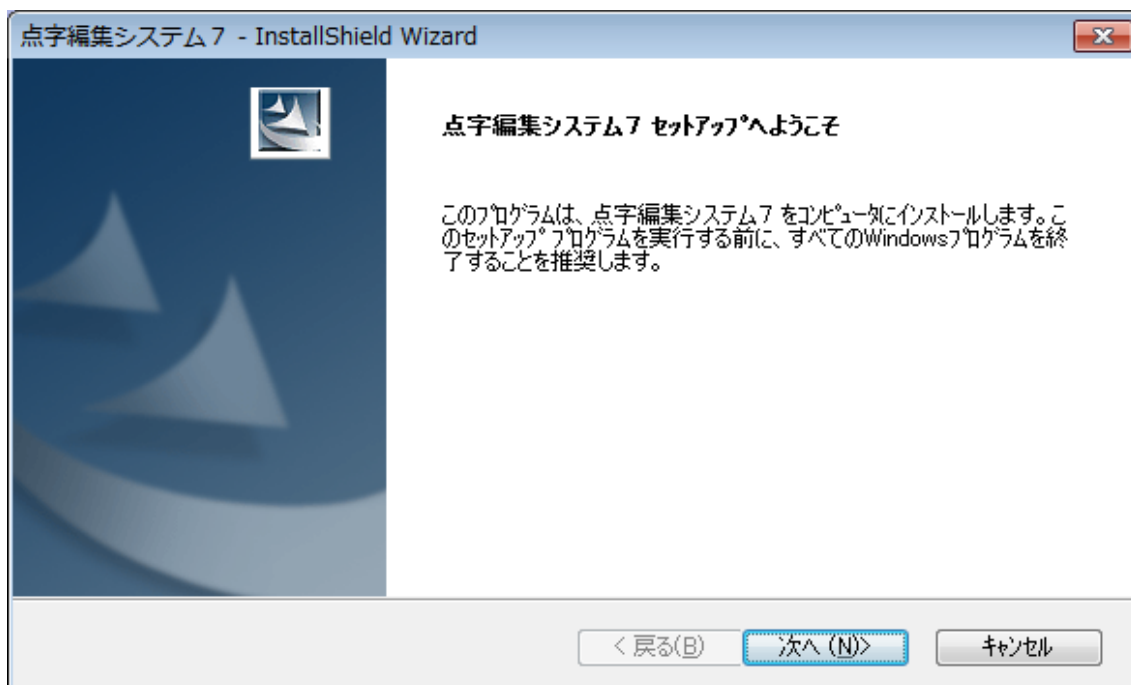 点字編集システム７ - InstallShield Wizard
点字編集システム７ ｾｯﾄｱｯﾌﾟへようこそ
このﾌﾟﾛｸﾞﾗﾑは、点字編集システム７ をｺﾝﾋﾟｭｰﾀにインストールします。こ
のｾｯﾄｱｯﾌﾟ ﾌﾟﾛｸﾞﾗﾑを実行する前に、すべてのWindowsﾌﾟﾛｸﾞﾗﾑを終
了することを推奨します。
< 戻る(B)
次へ (N)>
ｷｬﾝｾﾙ